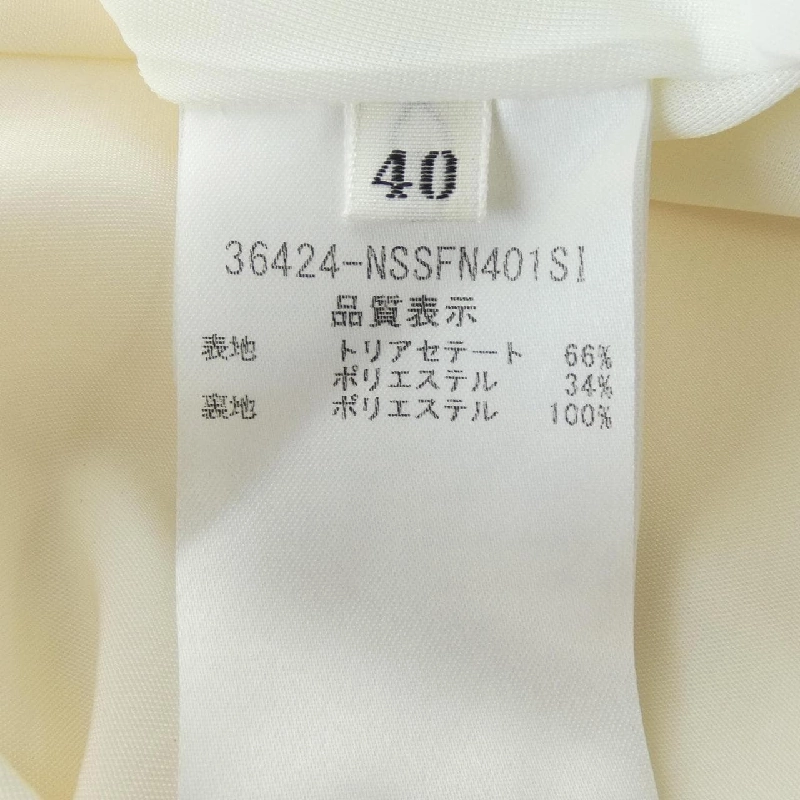 40
36424-NSSFN401SI
品質表示
表地 トリアセテート 66%
ポリエステル 34%
裏地 ポリエステル 100%